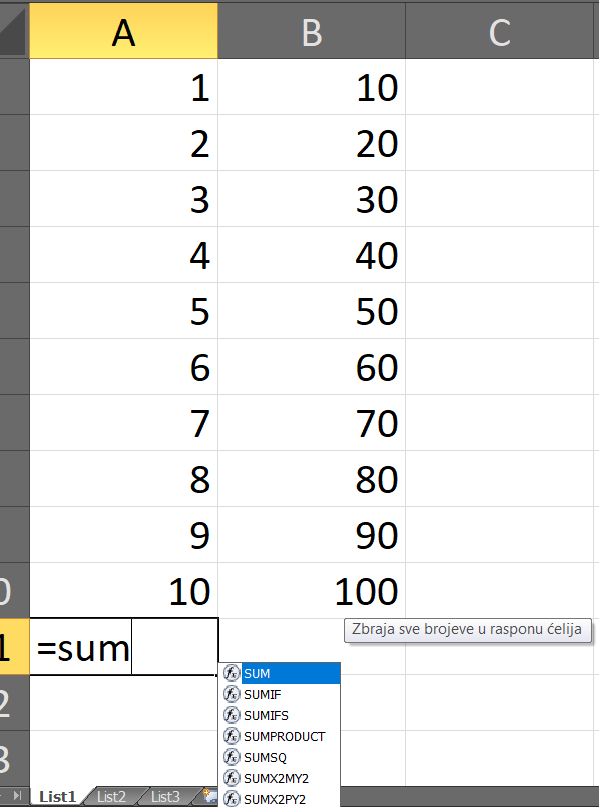 A B C
1 10
2 20
3 30
4 40
5 50
6 60
7 70
8 80
9 90
0 10 100
Zbraja sve brojeve u rasponu ćelija
1 =sum
SUM
SUMIF
2 SUMIFS
SUMPRODUCT
3 SUMSQ
SUMX2MY2
List1 List2 List3 SUMX2PY2